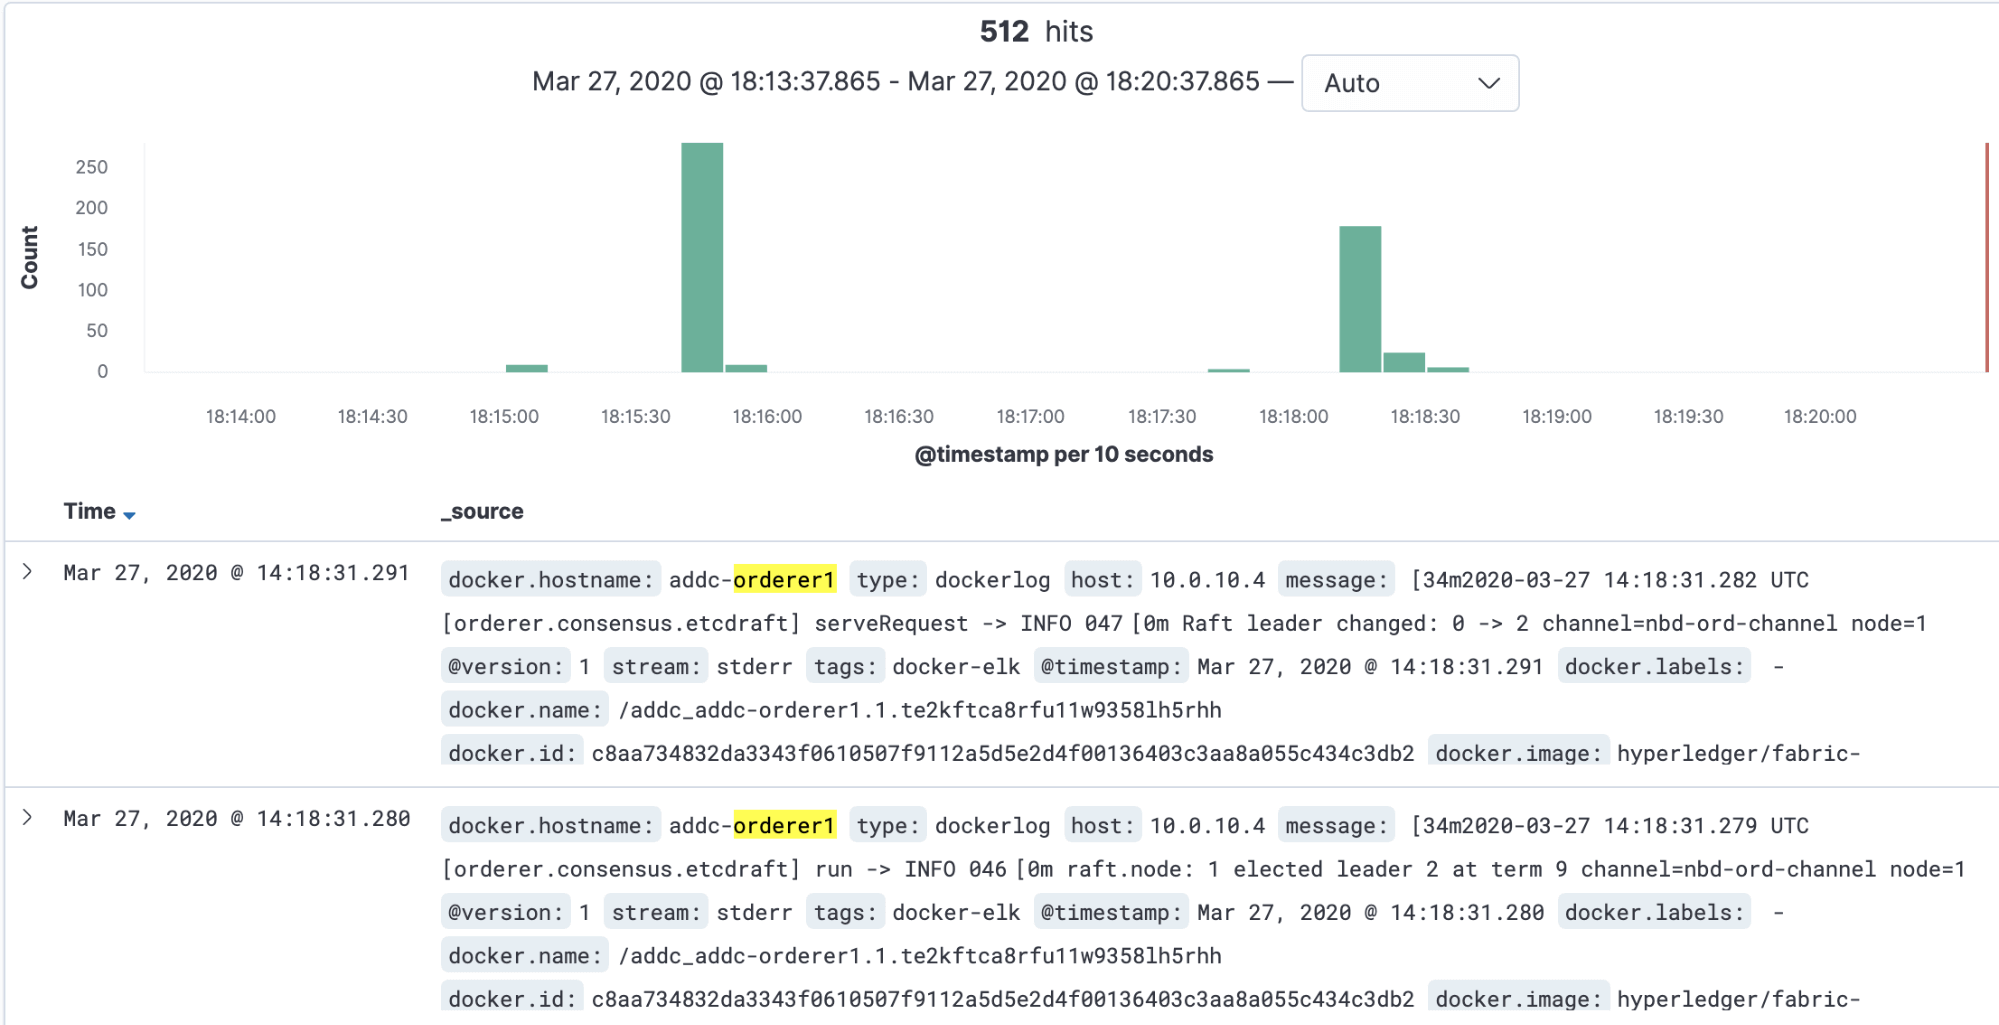 512 hits
Mar 27, 2020 @ 18:13:37.865 - Mar 27, 2020 @ 18:20:37.865 — Auto
Count
250
200
150
100
50
0
18:14:00 18:14:30 18:15:00 18:15:30 18:16:00 18:16:30 18:17:00 18:17:30 18:18:00 18:18:30 18:19:00 18:19:30 18:20:00
@timestamp per 10 seconds
Time _source
Mar 27, 2020 @ 14:18:31.291 docker.hostname: addc-orderer1 type: dockerlog host: 10.0.10.4 message: [34m2020-03-27 14:18:31.282 UTC
[orderer.consensus.etcdraft] serveRequest -> INFO 047 [0m Raft leader changed: 0 -> 2 channel=nbd-ord-channel node=1
@version: 1 stream: stderr tags: docker-elk @timestamp: Mar 27, 2020 @ 14:18:31.291 docker.labels: -
docker.name: /addc_addc-orderer1.1.te2kftca8rfu11w9358lh5rhh
docker.id: c8aa734832da3343f0610507f9112a5d5e2d4f00136403c3aa8a055c434c3db2 docker.image: hyperledger/fabric-
Mar 27, 2020 @ 14:18:31.280 docker.hostname: addc-orderer1 type: dockerlog host: 10.0.10.4 message: [34m2020-03-27 14:18:31.279 UTC
[orderer.consensus.etcdraft] run -> INFO 046 [0m raft.node: 1 elected leader 2 at term 9 channel=nbd-ord-channel node=1
@version: 1 stream: stderr tags: docker-elk @timestamp: Mar 27, 2020 @ 14:18:31.280 docker.labels: -
docker.name: /addc_addc-orderer1.1.te2kftca8rfu11w9358lh5rhh
docker.id: c8aa734832da3343f0610507f9112a5d5e2d4f00136403c3aa8a055c434c3db2 docker.image: hyperledger/fabric-